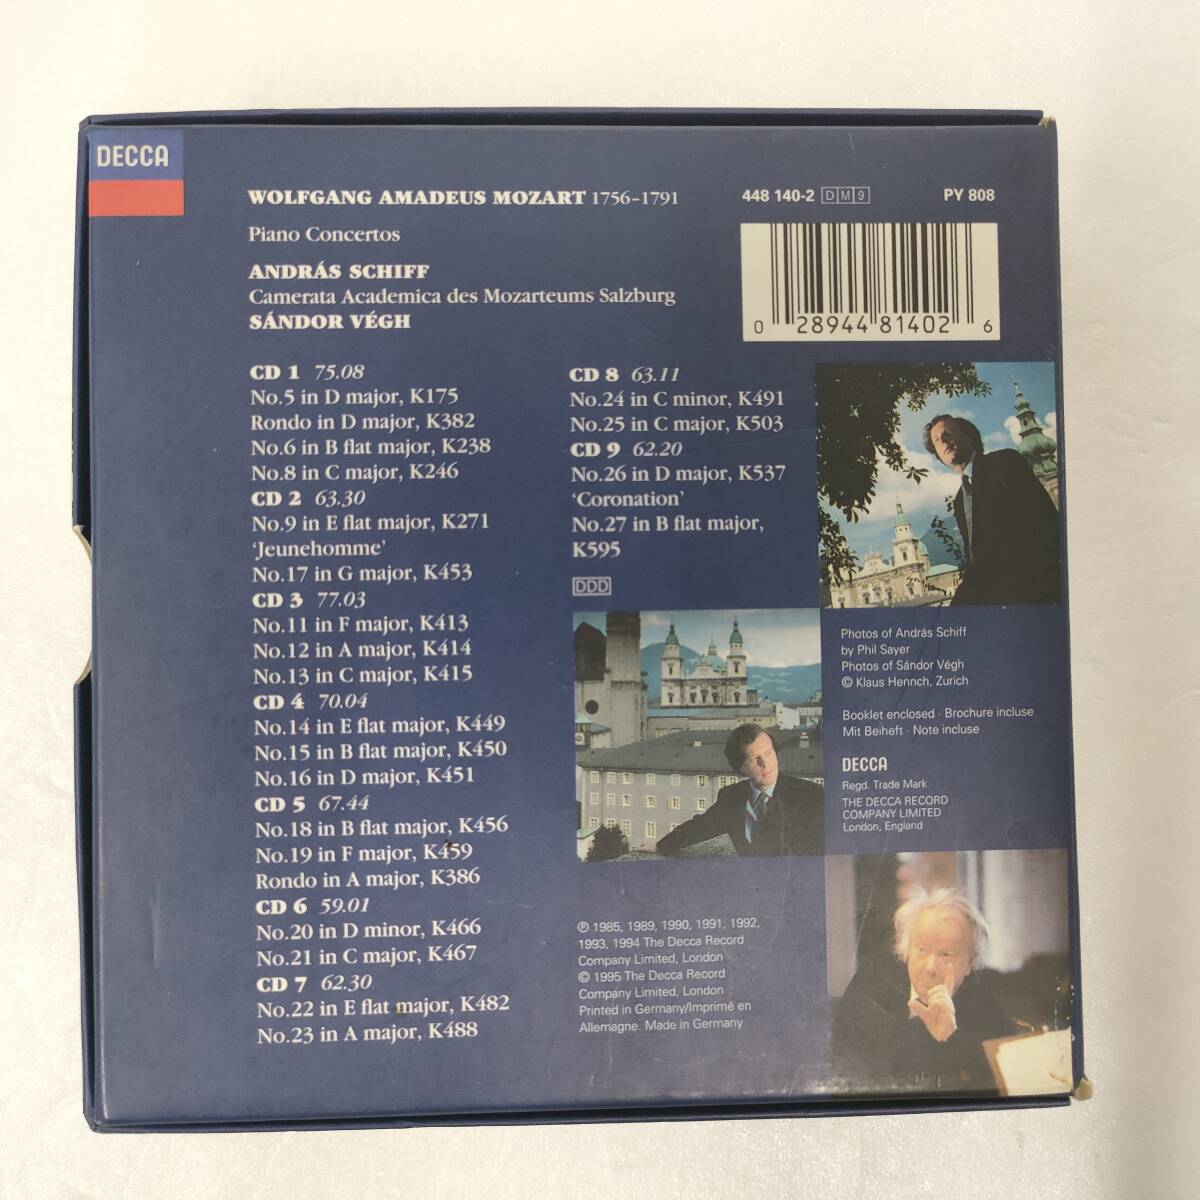 DECCA
WOLFGANG AMADEUS MOZART 1756-1791
Piano Concertos
ANDRÁS SCHIFF
Camerata Academica des Mozarteums Salzburg
SÁNDOR VÉGH
448 140-2 DM9 PY 808
0 28944 81402 6
CD 1 75.08
No.5 in D major, K175
Rondo in D major, K382
No.6 in B flat major, K238
No.8 in C major, K246
CD 2 63.30
No.9 in E flat major, K271
‘Jeunehomme’
No.17 in G major, K453
CD 3 77.03
No.11 in F major, K413
No.12 in A major, K414
No.13 in C major, K415
CD 4 70.04
No.14 in E flat major, K449
No.15 in B flat major, K450
No.16 in D major, K451
CD 5 67.44
No.18 in B flat major, K456
No.19 in F major, K459
Rondo in A major, K386
CD 6 59.01
No.20 in D minor, K466
No.21 in C major, K467
CD 7 62.30
No.22 in E flat major, K482
No.23 in A major, K488
CD 8 63.11
No.24 in C minor, K491
No.25 in C major, K503
CD 9 62.20
No.26 in D major, K537
‘Coronation’
No.27 in B flat major,
K595
DDD
Photos of András Schiff
by Phil Sayer
Photos of Sándor Végh
© Klaus Hennch, Zurich
Booklet enclosed · Brochure incluse
Mit Beiheft · Note incluse
DECCA
Regd. Trade Mark
THE DECCA RECORD
COMPANY LIMITED
London, England
℗ 1985, 1989, 1990, 1991, 1992,
1993, 1994 The Decca Record
Company Limited, London
© 1995 The Decca Record
Company Limited, London
Printed in Germany/Imprimé en
Allemagne. Made in Germany